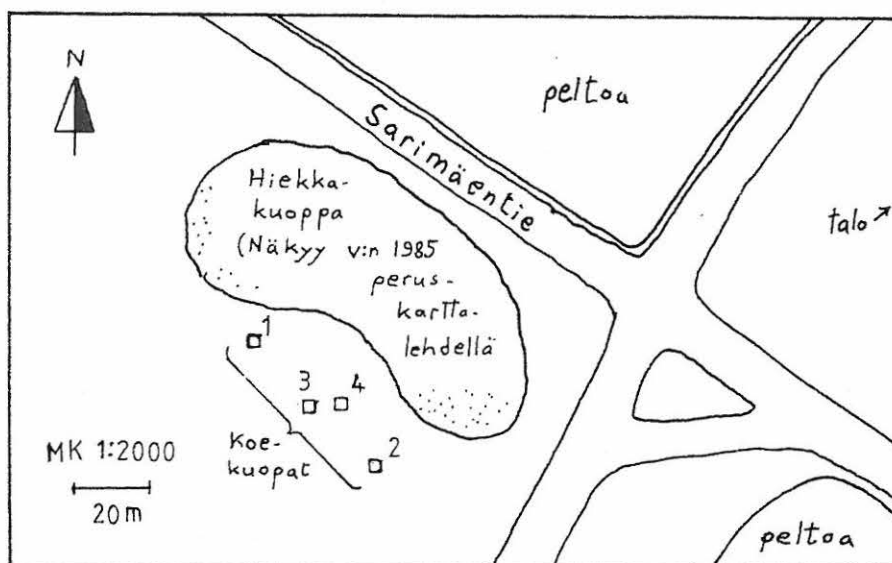 N
peltoa
Sarimäentie
Hiekka-
kuoppa
(Näkyy v:n 1985
perus-
kartta-
lehdellä
talo
1
3 4
2
Koe-
kuopat
MK 1:2000
20m
peltoa